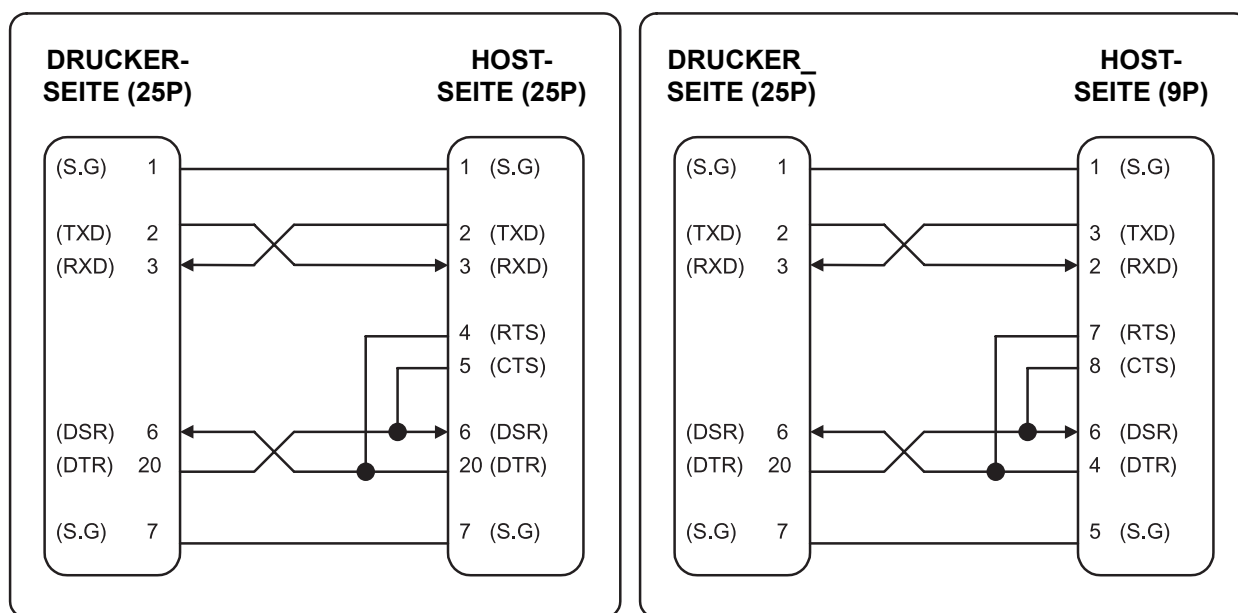 DRUCKER-
SEITE (25P)
HOST-
SEITE (25P)
(S.G) 1 1 (S.G)
(TXD) 2 2 (TXD)
(RXD) 3 3 (RXD)
4 (RTS)
5 (CTS)
(DSR) 6 6 (DSR)
(DTR) 20 20 (DTR)
(S.G) 7 7 (S.G)
DRUCKER_
SEITE (25P)
HOST-
SEITE (9P)
(S.G) 1 1 (S.G)
(TXD) 2 3 (TXD)
(RXD) 3 2 (RXD)
7 (RTS)
8 (CTS)
(DSR) 6 6 (DSR)
(DTR) 20 4 (DTR)
(S.G) 7 5 (S.G)